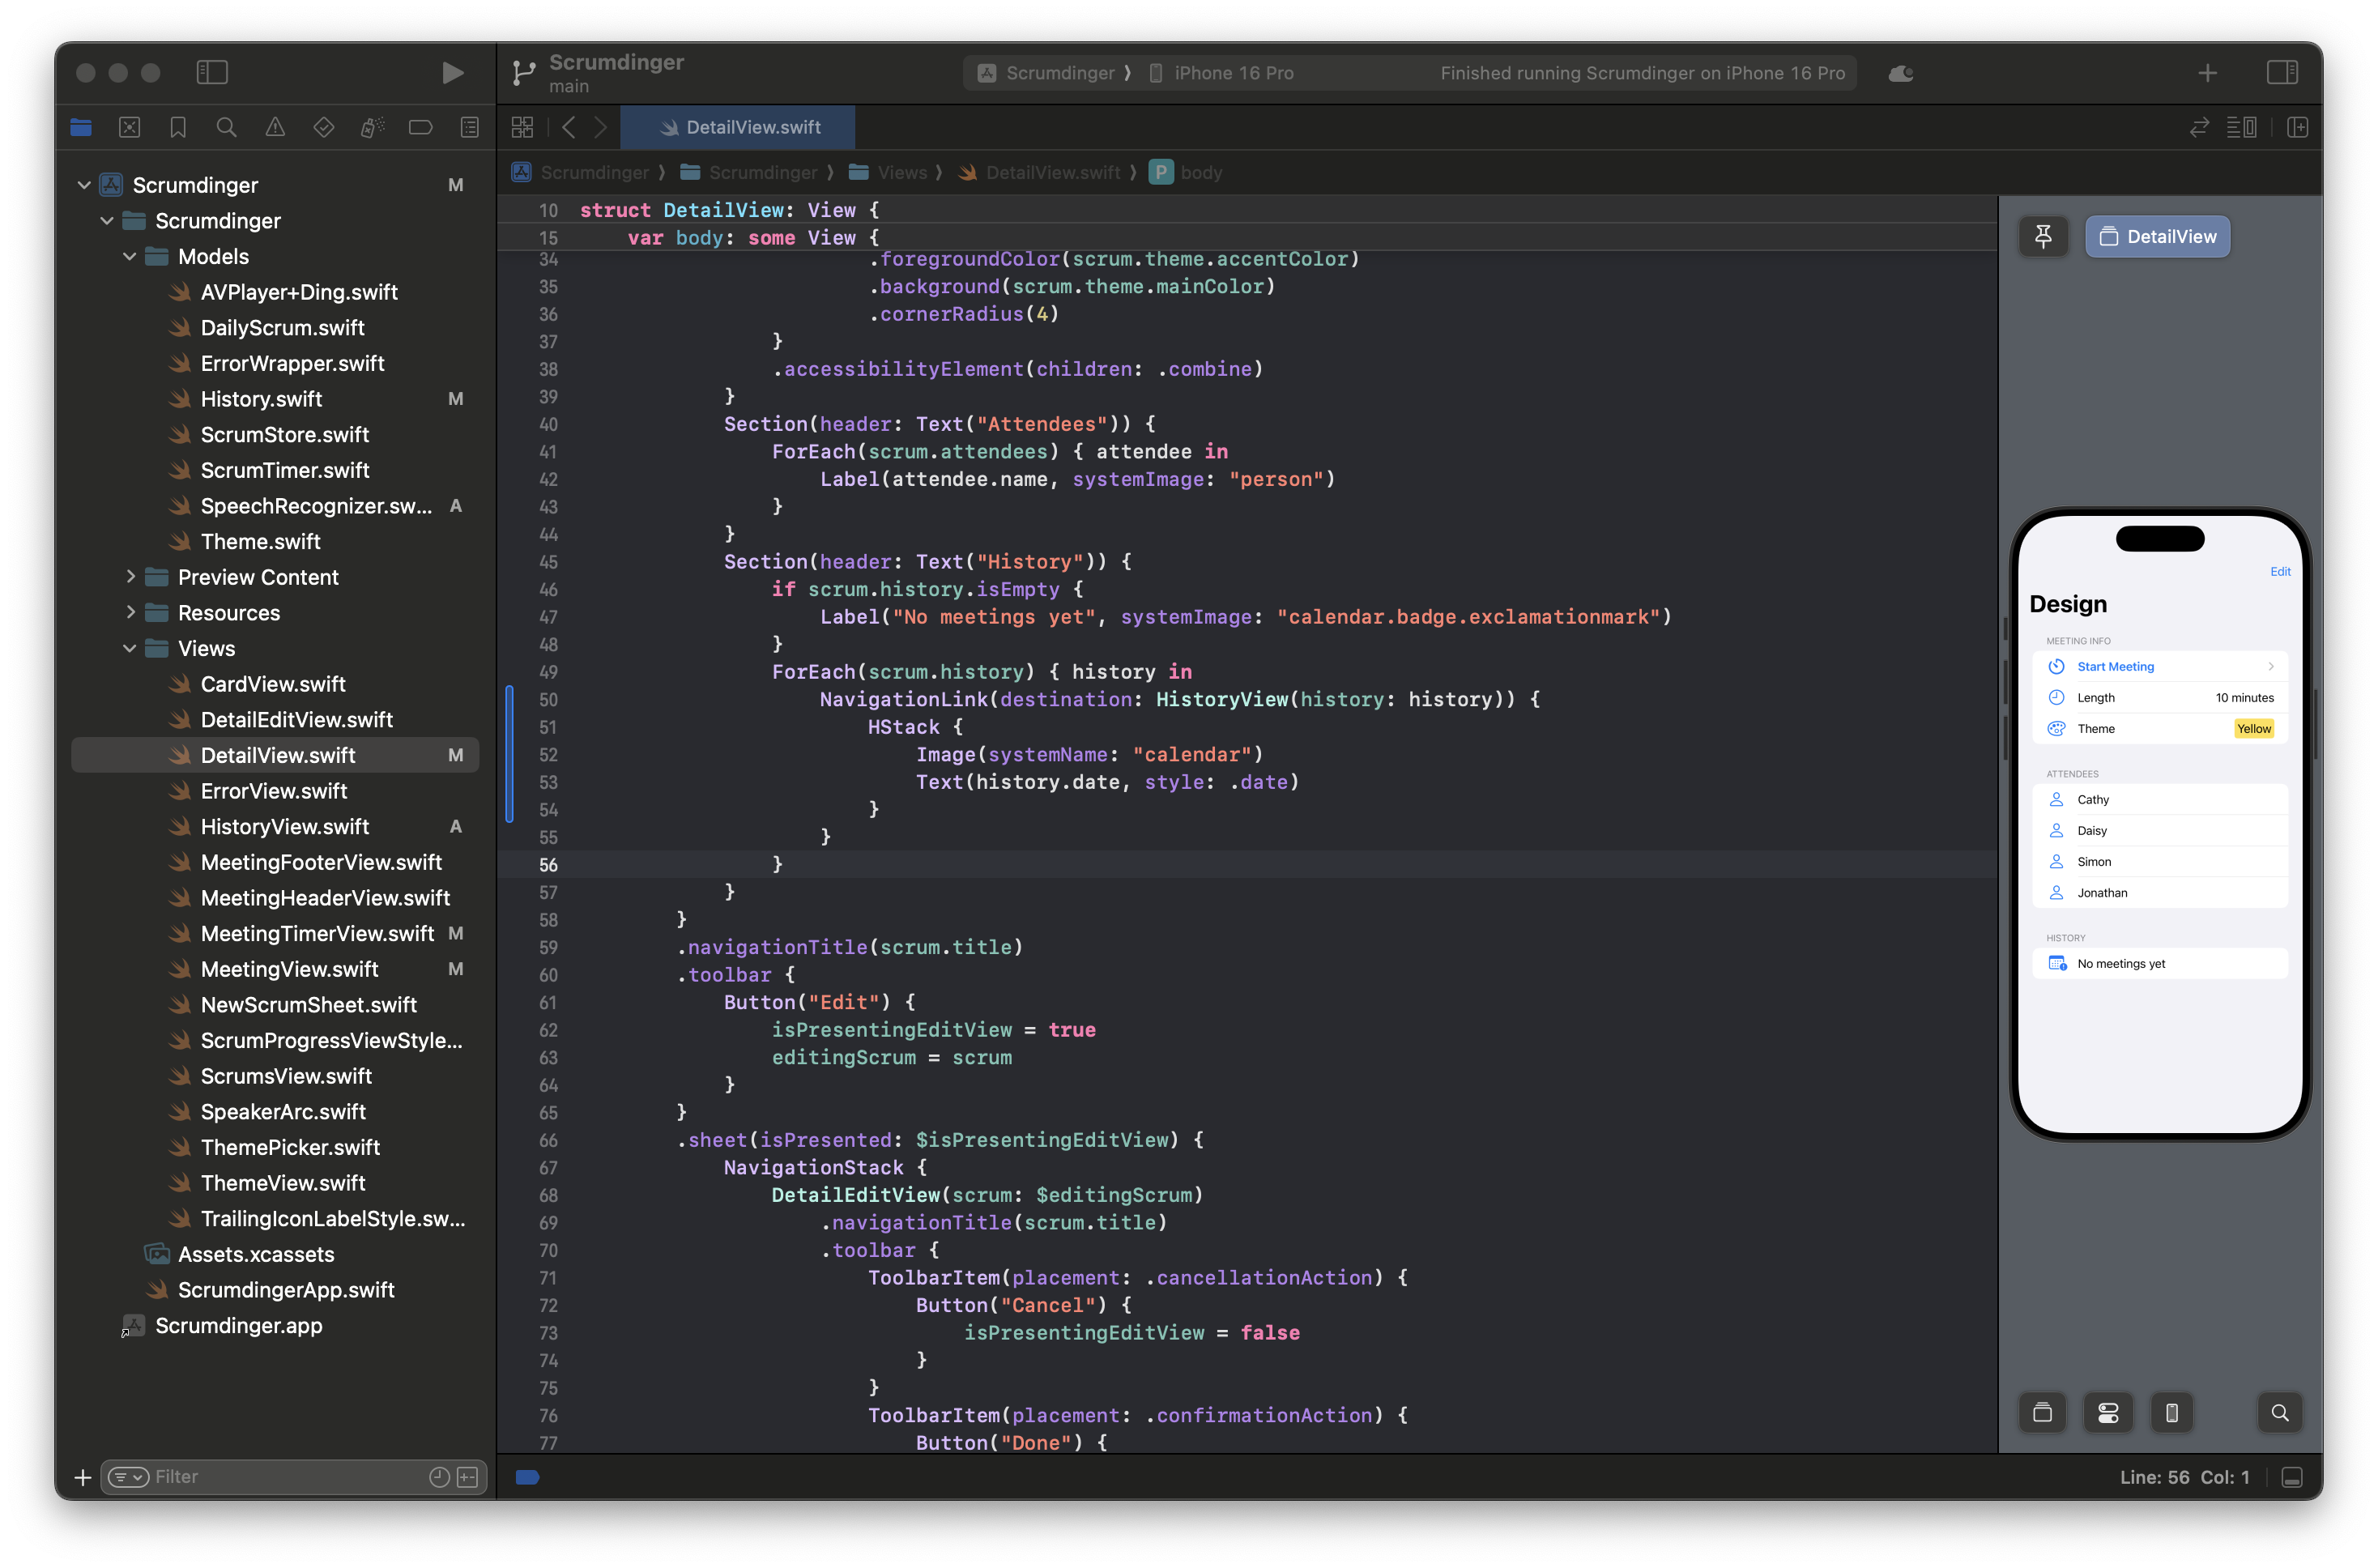 Scrumdinger
main
Scrumdinger ⟩ iPhone 16 Pro
Finished running Scrumdinger on iPhone 16 Pro
DetailView.swift
Scrumdinger ⟩ Scrumdinger ⟩ Views ⟩ DetailView.swift ⟩ P body
Scrumdinger M
Scrumdinger
Models
AVPlayer+Ding.swift
DailyScrum.swift
ErrorWrapper.swift
History.swift M
ScrumStore.swift
ScrumTimer.swift
SpeechRecognizer.sw... A
Theme.swift
Preview Content
Resources
Views
CardView.swift
DetailEditView.swift
DetailView.swift M
ErrorView.swift
HistoryView.swift A
MeetingFooterView.swift
MeetingHeaderView.swift
MeetingTimerView.swift M
MeetingView.swift M
NewScrumSheet.swift
ScrumProgressViewStyle...
ScrumsView.swift
SpeakerArc.swift
ThemePicker.swift
ThemeView.swift
TrailingIconLabelStyle.sw...
Assets.xcassets
ScrumdingerApp.swift
Scrumdinger.app
Filter
10 struct DetailView: View {
15     var body: some View {
34                         .foregroundColor(scrum.theme.accentColor)
35                         .background(scrum.theme.mainColor)
36                         .cornerRadius(4)
37                 }
38                 .accessibilityElement(children: .combine)
39             }
40             Section(header: Text("Attendees")) {
41                 ForEach(scrum.attendees) { attendee in
42                     Label(attendee.name, systemImage: "person")
43                 }
44             }
45             Section(header: Text("History")) {
46                 if scrum.history.isEmpty {
47                     Label("No meetings yet", systemImage: "calendar.badge.exclamationmark")
48                 }
49                 ForEach(scrum.history) { history in
50                     NavigationLink(destination: HistoryView(history: history)) {
51                         HStack {
52                             Image(systemName: "calendar")
53                             Text(history.date, style: .date)
54                         }
55                     }
56                 }
57             }
58         }
59         .navigationTitle(scrum.title)
60         .toolbar {
61             Button("Edit") {
62                 isPresentingEditView = true
63                 editingScrum = scrum
64             }
65         }
66         .sheet(isPresented: $isPresentingEditView) {
67             NavigationStack {
68                 DetailEditView(scrum: $editingScrum)
69                     .navigationTitle(scrum.title)
70                     .toolbar {
71                         ToolbarItem(placement: .cancellationAction) {
72                             Button("Cancel") {
73                                 isPresentingEditView = false
74                             }
75                         }
76                         ToolbarItem(placement: .confirmationAction) {
77                             Button("Done") {
DetailView
Edit
Design
MEETING INFO
Start Meeting
Length 10 minutes
Theme Yellow
ATTENDEES
Cathy
Daisy
Simon
Jonathan
HISTORY
No meetings yet
Line: 56 Col: 1